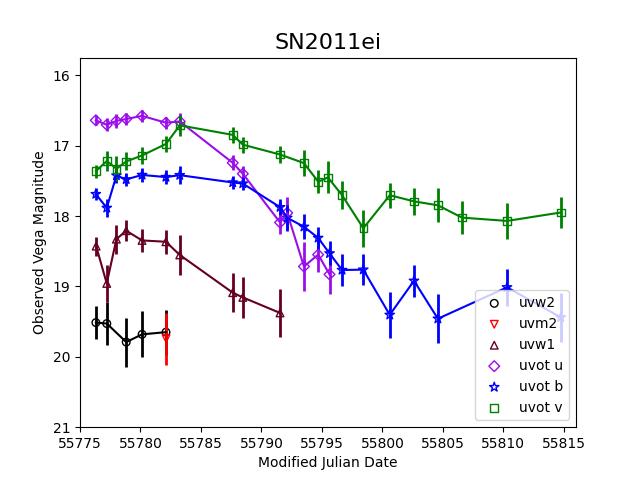 SN2011ei
Observed Vega Magnitude
16
17
18
19
20
21
55775 55780 55785 55790 55795 55800 55805 55810 55815
Modified Julian Date
uvw2
uvm2
uvw1
uvot u
uvot b
uvot v